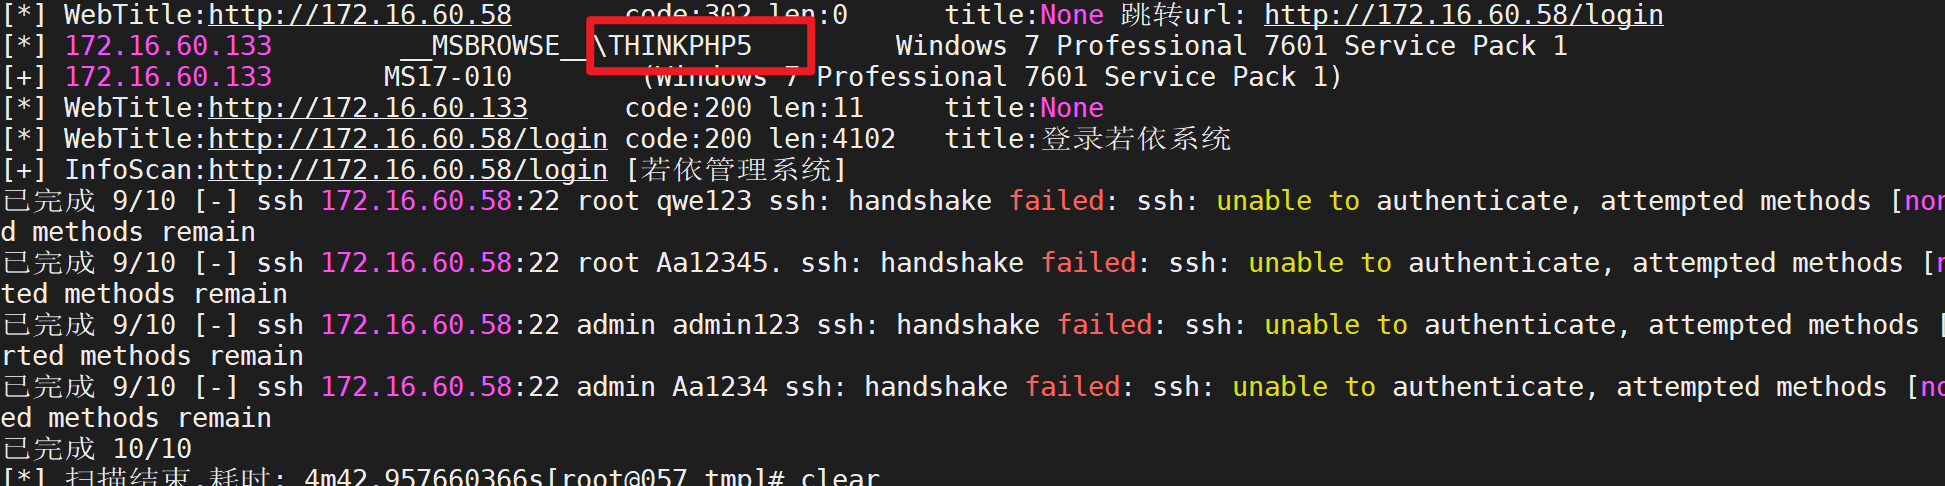 [*] WebTitle:http://172.16.60.58 code:302 len:0 title:None 跳转url: http://172.16.60.58/login
[*] 172.16.60.133 __MSBROWSE__\THINKPHP5 Windows 7 Professional 7601 Service Pack 1
[+] 172.16.60.133 MS17-010 (Windows 7 Professional 7601 Service Pack 1)
[*] WebTitle:http://172.16.60.133 code:200 len:11 title:None
[*] WebTitle:http://172.16.60.58/login code:200 len:4102 title:登录若依系统
[+] InfoScan:http://172.16.60.58/login [若依管理系统]
已完成 9/10 [-] ssh 172.16.60.58:22 root qwe123 ssh: handshake failed: ssh: unable to authenticate, attempted methods [non
d methods remain
已完成 9/10 [-] ssh 172.16.60.58:22 root Aa12345. ssh: handshake failed: ssh: unable to authenticate, attempted methods [n
ted methods remain
已完成 9/10 [-] ssh 172.16.60.58:22 admin admin123 ssh: handshake failed: ssh: unable to authenticate, attempted methods [
rted methods remain
已完成 9/10 [-] ssh 172.16.60.58:22 admin Aa1234 ssh: handshake failed: ssh: unable to authenticate, attempted methods [no
ed methods remain
已完成 10/10
[*] 扫描结束,耗时: 4m42.957660366s[root@057 tmp]# clear